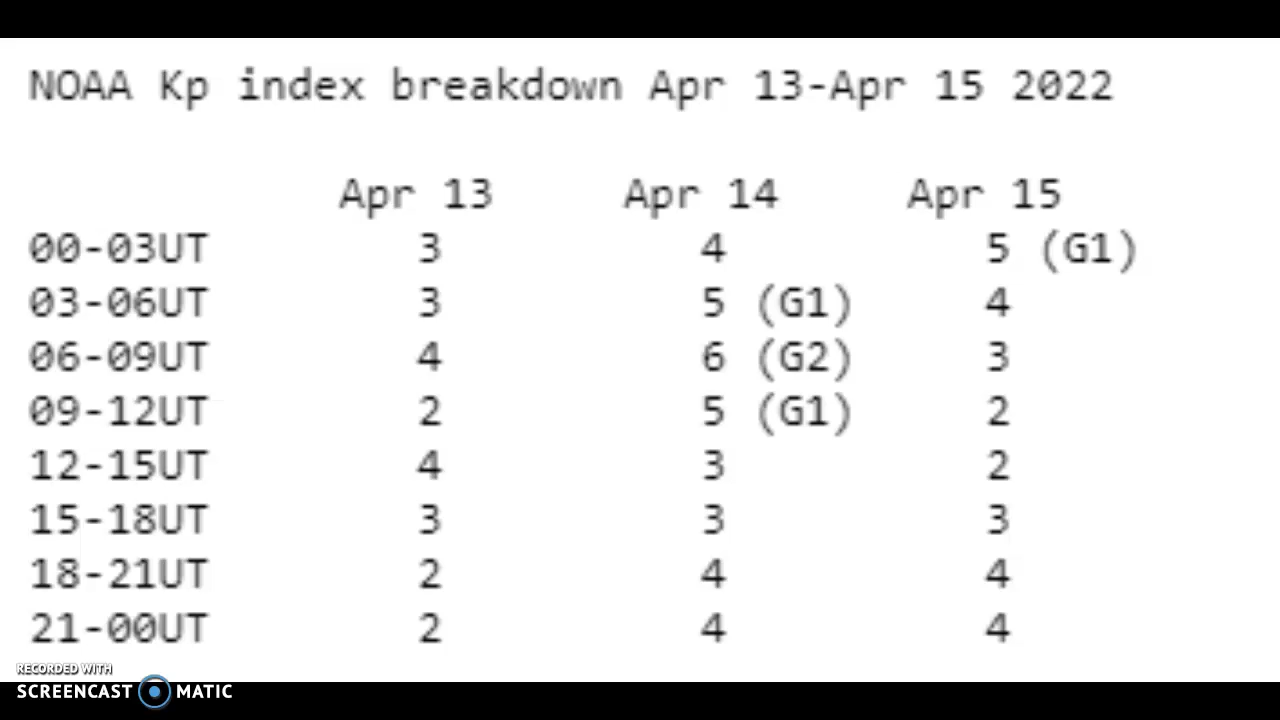 NOAA Kp index breakdown Apr 13-Apr 15 2022
Apr 13 Apr 14 Apr 15
00-03UT 3 4 5 (G1)
03-06UT 3 5 (G1) 4
06-09UT 4 6 (G2) 3
09-12UT 2 5 (G1) 2
12-15UT 4 3 2
15-18UT 3 3 3
18-21UT 2 4 4
21-00UT 2 4 4
RECORDED WITH
SCREENCAST MATIC